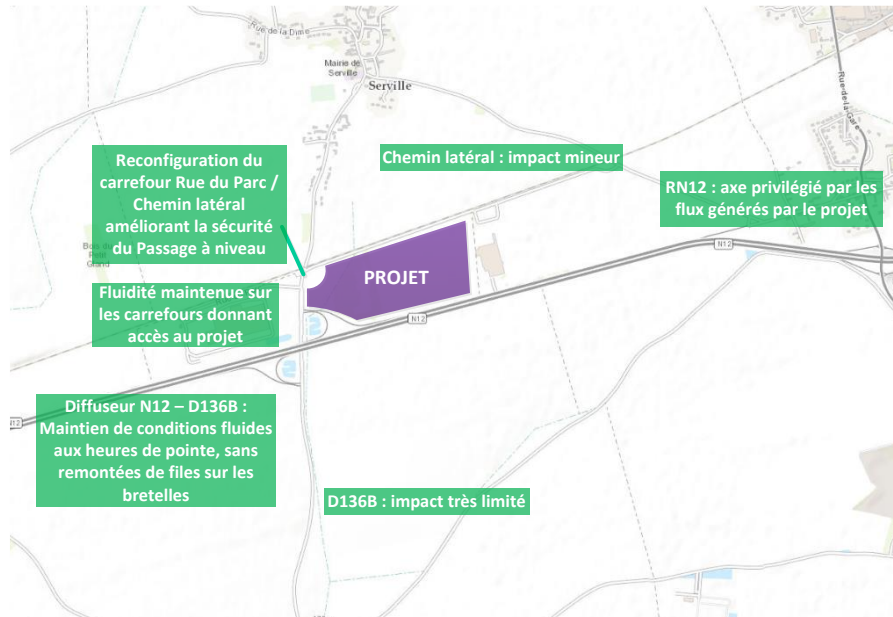 Rue de la Dîme
Mairie de
Serville
Serville
Rue-de-la-Gare
Reconfiguration du
carrefour Rue du Parc /
Chemin latéral
améliorant la sécurité
du Passage à niveau
Chemin latéral : impact mineur
RN12 : axe privilégié par les
flux générés par le projet
N12
PROJET
Fluidité maintenue sur
les carrefours donnant
accès au projet
N12
Diffuseur N12 – D136B :
Maintien de conditions fluides
aux heures de pointe, sans
remontées de files sur les
bretelles
D136B : impact très limité